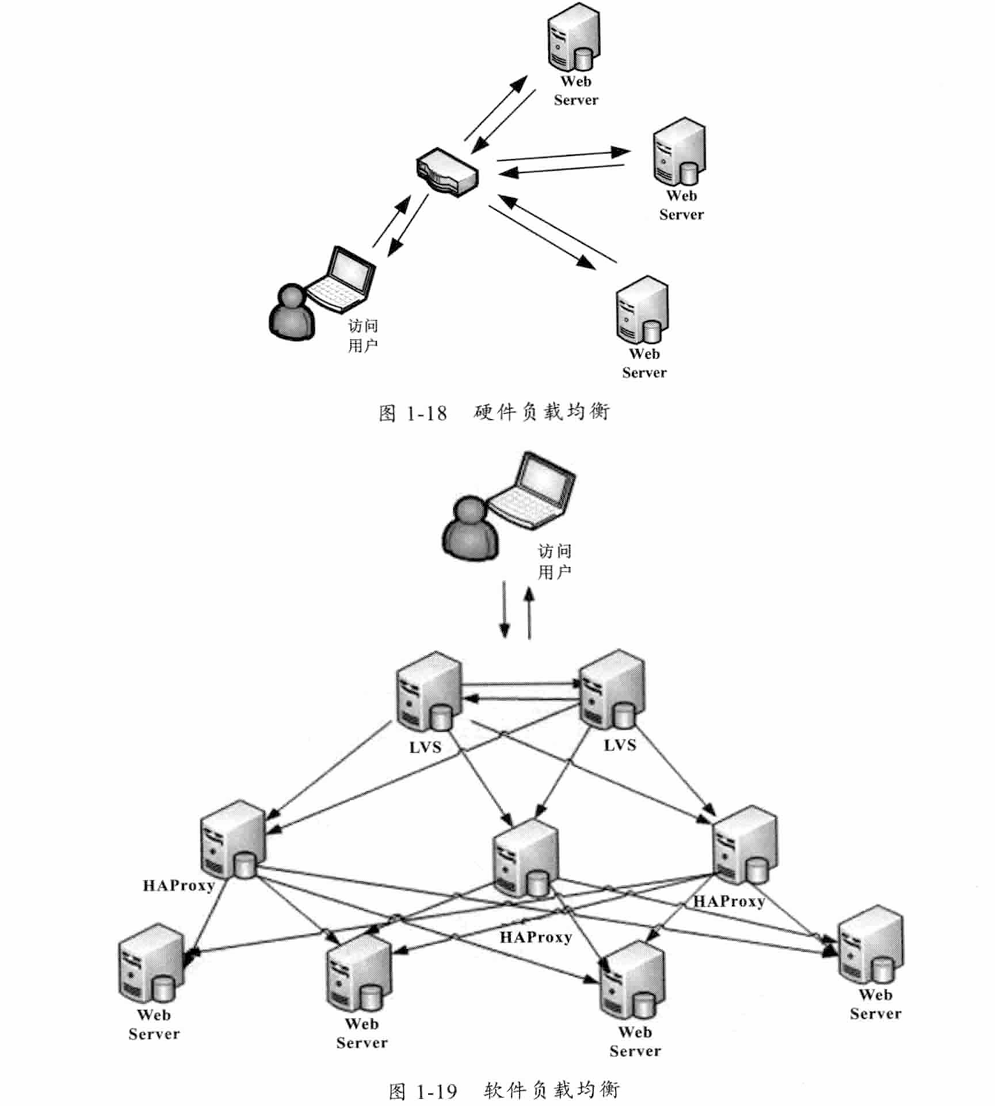 Web
Server
Web
Server
访问
用户
Web
Server
图 1-18 硬件负载均衡
访问
用户
LVS
LVS
HAProxy
HAProxy
HAProxy
Web
Server
Web
Server
Web
Server
Web
Server
图 1-19 软件负载均衡